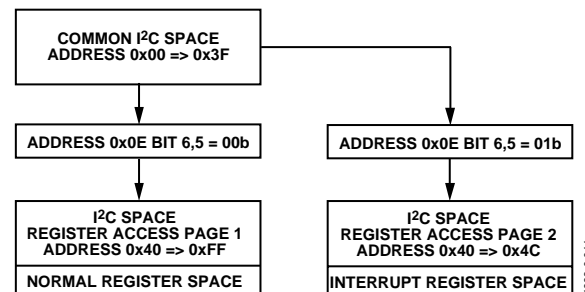 COMMON I²C SPACE
ADDRESS 0x00 => 0x3F
ADDRESS 0x0E BIT 6,5 = 00b
ADDRESS 0x0E BIT 6,5 = 01b
I²C SPACE
REGISTER ACCESS PAGE 1
ADDRESS 0x40 => 0xFF
NORMAL REGISTER SPACE
I²C SPACE
REGISTER ACCESS PAGE 2
ADDRESS 0x40 => 0x4C
INTERRUPT REGISTER SPACE